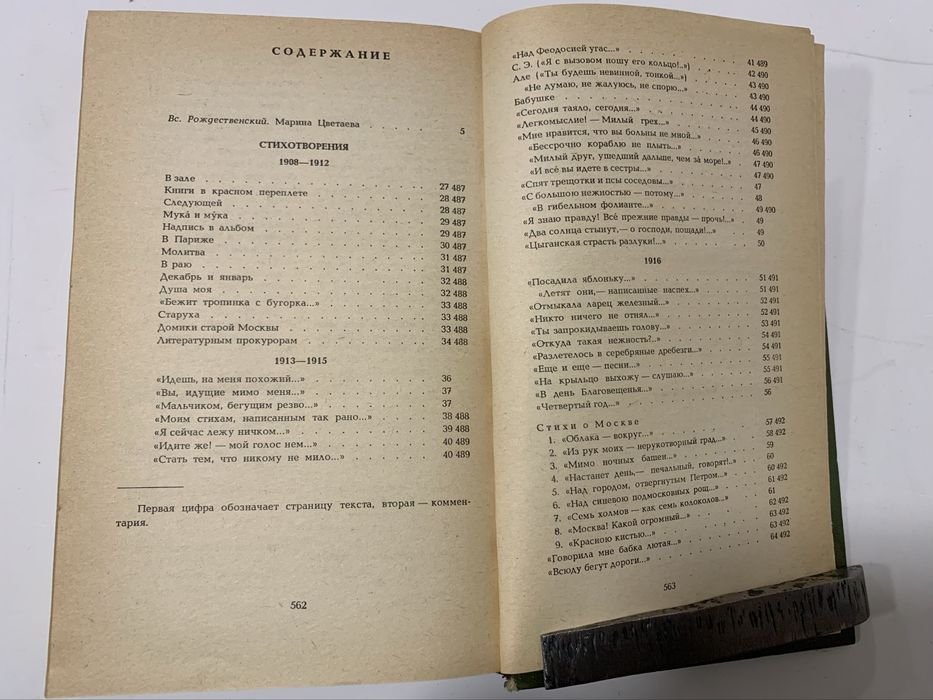 СОДЕРЖАНИЕ
Вс. Рождественский. Марина Цветаева . . . . . . 5
СТИХОТВОРЕНИЯ
1908—1912
В зале . . . . . . 27 487
Книги в красном переплете . . . . . . 28 487
Следующей . . . . . . 28 487
Му́ка и му́ка . . . . . . 29 487
Надпись в альбом . . . . . . 29 487
В Париже . . . . . . 30 487
Молитва . . . . . . 31 487
В раю . . . . . . 31 487
Декабрь и январь . . . . . . 32 488
Душа моя . . . . . . 32 488
«Бежит тропинка с бугорка...» . . . . . . 33 488
Старуха . . . . . . 33 488
Домики старой Москвы . . . . . . 33 488
Литературным прокурорам . . . . . . 34 488
1913—1915
«Идешь, на меня похожий...» . . . . . . 36
«Вы, идущие мимо меня...» . . . . . . 37
«Мальчиком, бегущим резво...» . . . . . . 37
«Моим стихам, написанным так рано...» . . . . . . 38 488
«Я сейчас лежу ничком...» . . . . . . 39 488
«Идите же! — мой голос нем...» . . . . . . 40 489
«Стать тем, что никому не мило...» . . . . . . 40 489
Первая цифра обозначает страницу текста, вторая — коммен-
тария.
562
«Над Феодосией угас...» . . . . . . 41 489
С. Э. («Я с вызовом ношу его кольцо!..») . . . . . . 42 490
Але («Ты будешь невинной, тонкой...») . . . . . . 43 490
«Не думаю, не жалуюсь, не спорю...» . . . . . . 43 490
Бабушке . . . . . . 44 490
«Сегодня таяло, сегодня...» . . . . . . 44 490
«Легкомыслие! — Милый грех...» . . . . . . 45 490
«Мне нравится, что вы больны не мной...» . . . . . . 46 490
«Бессрочно кораблю не плыть...» . . . . . . 46 490
«Милый друг, ушедший дальше, чем за́ море!..» . . . . . . 47 490
«И всё вы идете в сестры...» . . . . . . 47 490
«Спят трещотки и псы соседовы...» . . . . . . 47
«С большою нежностью — потому...» . . . . . . 48
«В гибельном фолианте...» . . . . . . 49 490
«Я знаю правду! Всё прежние правды — прочь!...» . . . . . . 49
«Два солнца стынут,— о господи, пощади!...» . . . . . . 49
«Цыганская страсть разлуки!...» . . . . . . 50
1916
«Посадила яблоньку...» . . . . . . 51 491
«Летят они,— написанные наспех...» . . . . . . 51 491
«Отмыкала ларец железный...» . . . . . . 52 491
«Никто ничего не отнял...» . . . . . . 52 491
«Ты запрокидываешь голову...» . . . . . . 53 491
«Откуда такая нежность?..» . . . . . . 54 491
«Разлетелось в серебряные дребезги...» . . . . . . 54 491
«Еще и еще — песни...» . . . . . . 55 491
«На крыльцо выхожу — слушаю...» . . . . . . 55 491
«В день Благовещенья...» . . . . . . 56 491
«Четвертый год...» . . . . . . 56
Стихи о Москве
1. «Облака — вокруг...» . . . . . . 57 492
2. «Из рук моих — нерукотворный град...» . . . . . . 58 492
3. «Мимо ночных башен...» . . . . . . 59
4. «Настанет день,— печальный, говорят!..» . . . . . . 60
5. «Над городом, отвергнутым Петром...» . . . . . . 60 492
6. «Над синевою подмосковных рощ...» . . . . . . 61 492
7. «Семь холмов — как семь колоколов...» . . . . . . 61
8. «Москва! Какой огромный...» . . . . . . 62 492
9. «Красною кистью...» . . . . . . 63 492
«Говорила мне бабка лютая...» . . . . . . 63 492
«Всюду бегут дороги...» . . . . . . 64 492
563